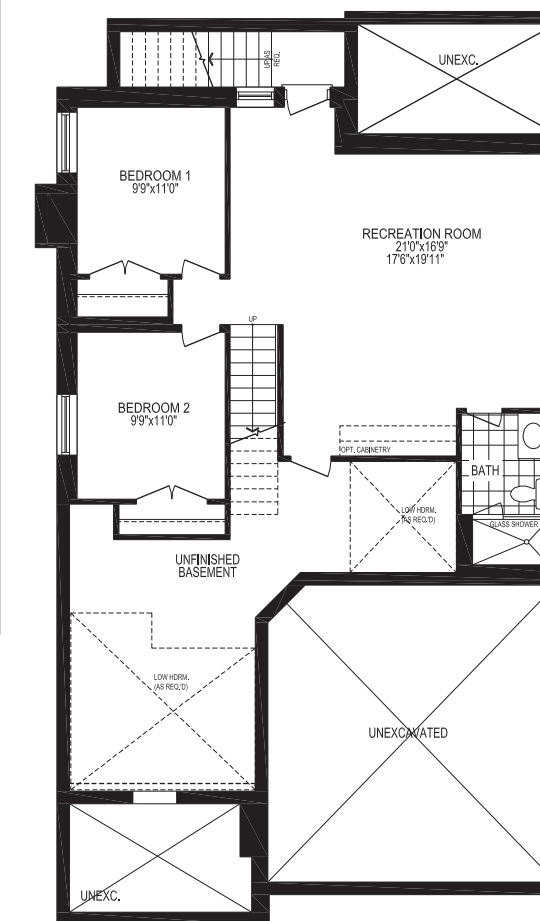 UP AS
REQ.
UNEXC.
BEDROOM 1
9'9"x11'0"
RECREATION ROOM
21'0"x16'9"
17'6"x19'11"
UP
BEDROOM 2
9'9"x11'0"
OPT. CABINETRY
BATH
LOW HDRM.
(AS REQ.'D)
GLASS SHOWER
UNFINISHED
BASEMENT
LOW HDRM.
(AS REQ.'D)
UNEXCAVATED
UNEXC.